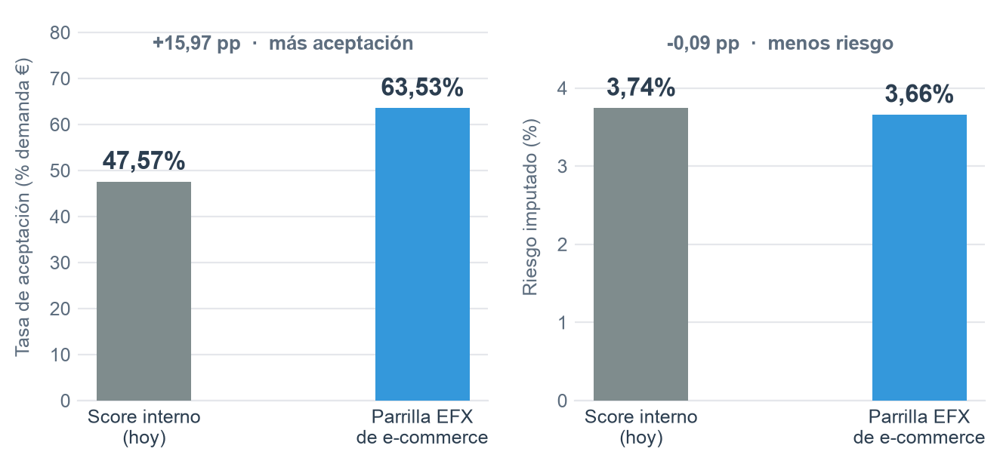 +15,97 pp · más aceptación
Tasa de aceptación (% demanda €)
80
70
60
50
40
30
20
10
0
47,57%
63,53%
Score interno
(hoy)
Parrilla EFX
de e-commerce
-0,09 pp · menos riesgo
Riesgo imputado (%)
4
3
2
1
0
3,74%
3,66%
Score interno
(hoy)
Parrilla EFX
de e-commerce